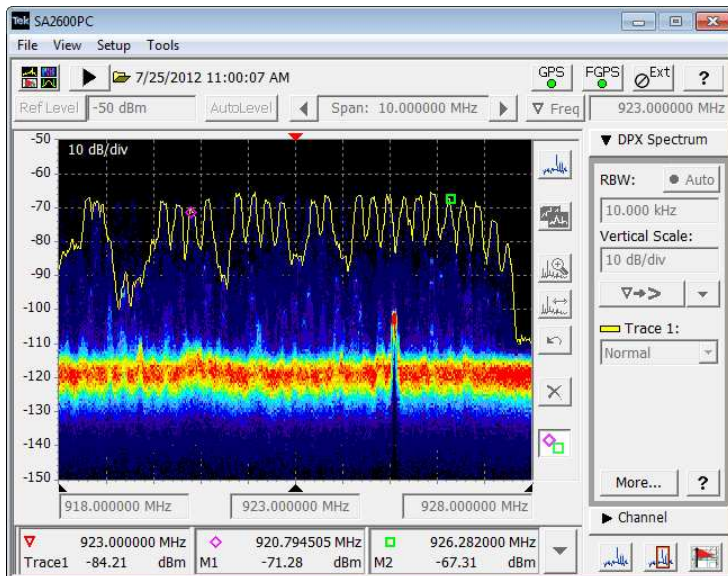 Tek SA2600PC
File View Setup Tools
7/25/2012 11:00:07 AM GPS FGPS Ext ?
Ref Level -50 dBm AutoLevel Span: 10.000000 MHz Freq 923.000000 MHz
-50
10 dB/div
-60
-70
-80
-90
-100
-110
-120
-130
-140
-150
918.000000 MHz 923.000000 MHz 928.000000 MHz
DPX Spectrum
RBW: Auto
10.000 kHz
Vertical Scale:
10 dB/div
Trace 1:
Normal
More... ?
Channel
923.000000 MHz 920.794505 MHz 926.282000 MHz
Trace1 -84.21 dBm M1 -71.28 dBm M2 -67.31 dBm